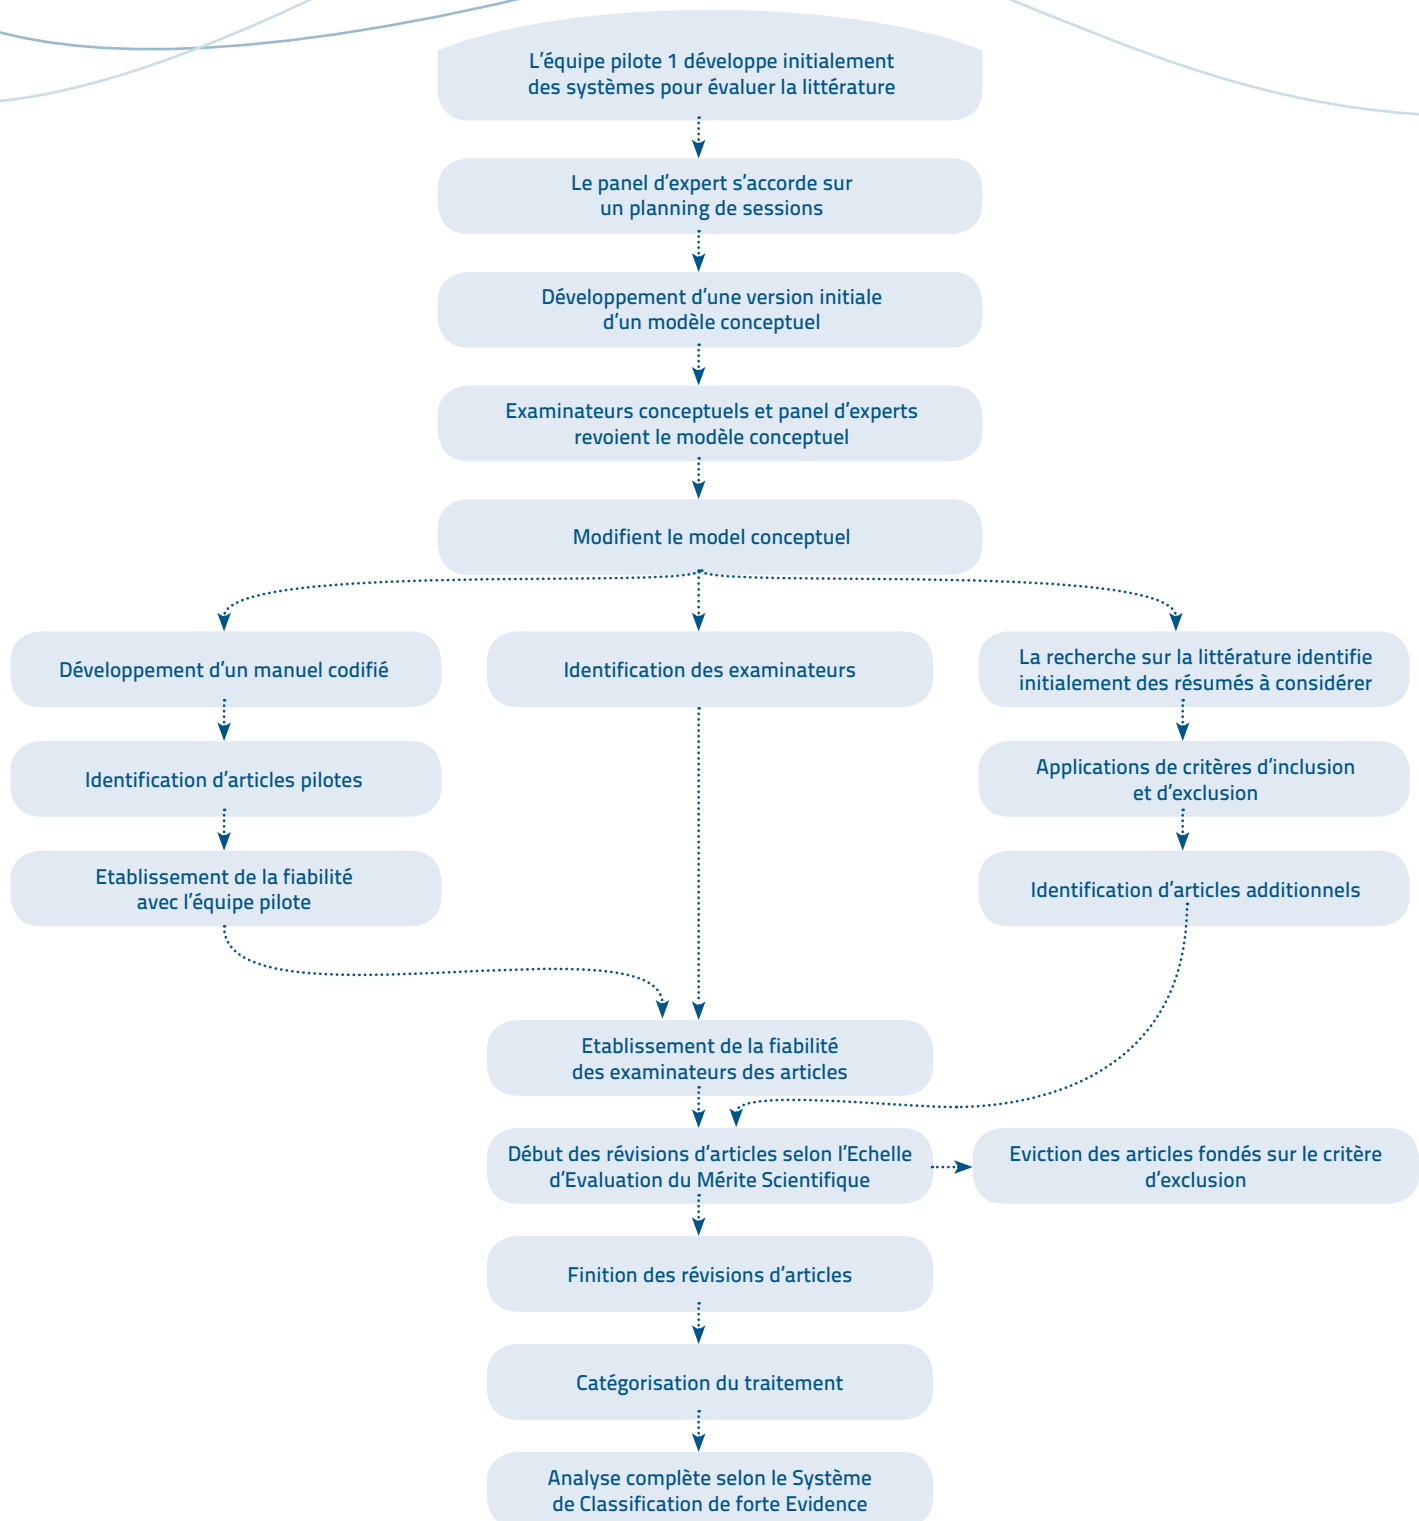 L'équipe pilote 1 développe initialement
des systèmes pour évaluer la littérature
Le panel d'expert s'accorde sur
un planning de sessions
Développement d'une version initiale
d'un modèle conceptuel
Examinateurs conceptuels et panel d'experts
revoient le modèle conceptuel
Modifient le model conceptuel
Développement d'un manuel codifié
Identification d'articles pilotes
Etablissement de la fiabilité
avec l'équipe pilote
Identification des examinateurs
La recherche sur la littérature identifie
initialement des résumés à considérer
Applications de critères d'inclusion
et d'exclusion
Identification d'articles additionnels
Etablissement de la fiabilité
des examinateurs des articles
Début des révisions d'articles selon l'Echelle
d'Evaluation du Mérite Scientifique
Eviction des articles fondés sur le critère
d'exclusion
Finition des révisions d'articles
Catégorisation du traitement
Analyse complète selon le Système
de Classification de forte Evidence